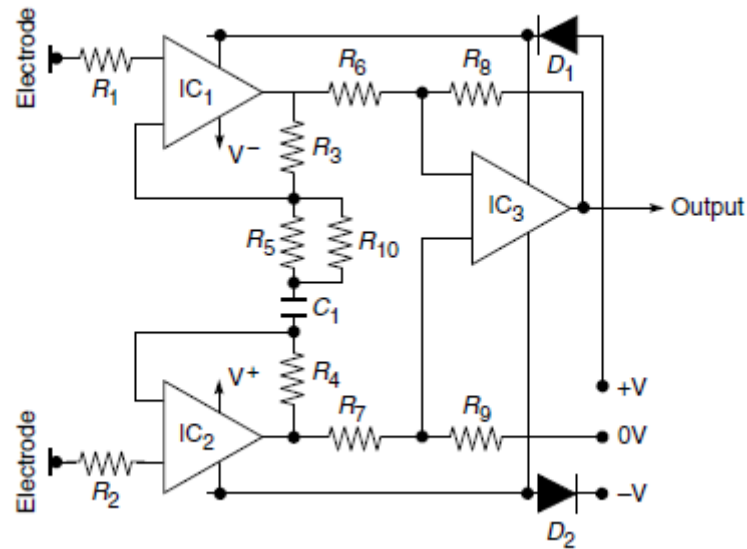 Electrode
R1
IC1
V−
R6
R8
D1
R3
R5
R10
C1
IC3
Output
Electrode
R2
IC2
V+
R4
R7
R9
+V
0V
−V
D2